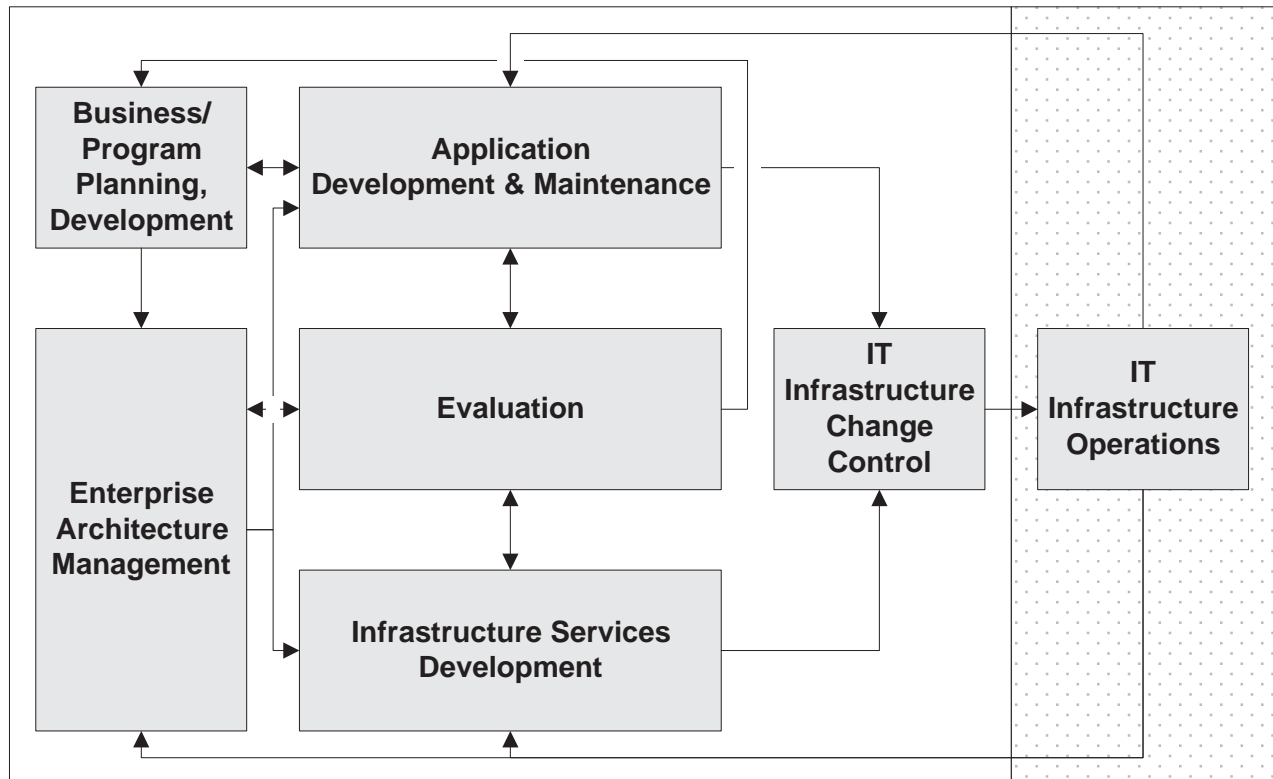 Business/
Program
Planning,
Development
Application
Development & Maintenance
Enterprise
Architecture
Management
Evaluation
Infrastructure Services
Development
IT
Infrastructure
Change
Control
IT
Infrastructure
Operations